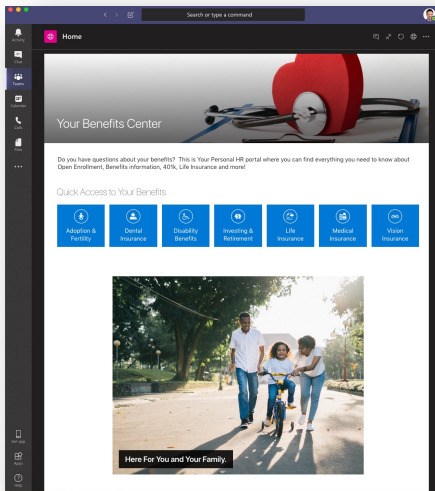 Search or type a command
Activity
Home
Chat
Teams
Calendar
Calls
Files
Your Benefits Center
Do you have questions about your benefits? This is Your Personal HR portal where you can find everything you need to know about
Open Enrollment, Benefits information, 401k, Life Insurance and more!
Quick Access to Your Benefits:
Adoption &
Fertility
Dental
Insurance
Disability
Benefits
Investing &
Retirement
Life
Insurance
Medical
Insurance
Vision
Insurance
Here For You and Your Family.
Get app
Apps
Help